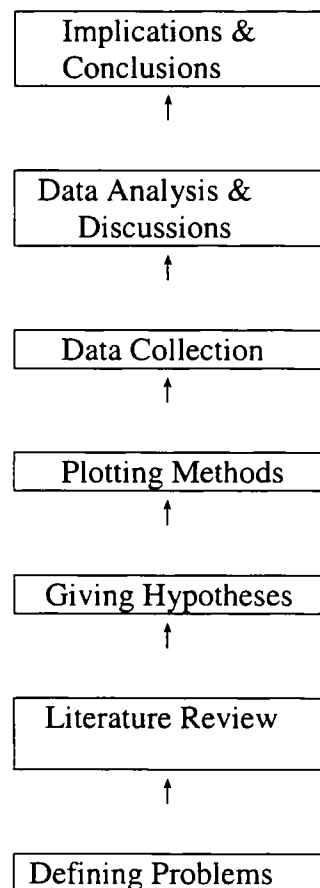 Implications &
Conclusions
Data Analysis &
Discussions
Data Collection
Plotting Methods
Giving Hypotheses
Literature Review
Defining Problems